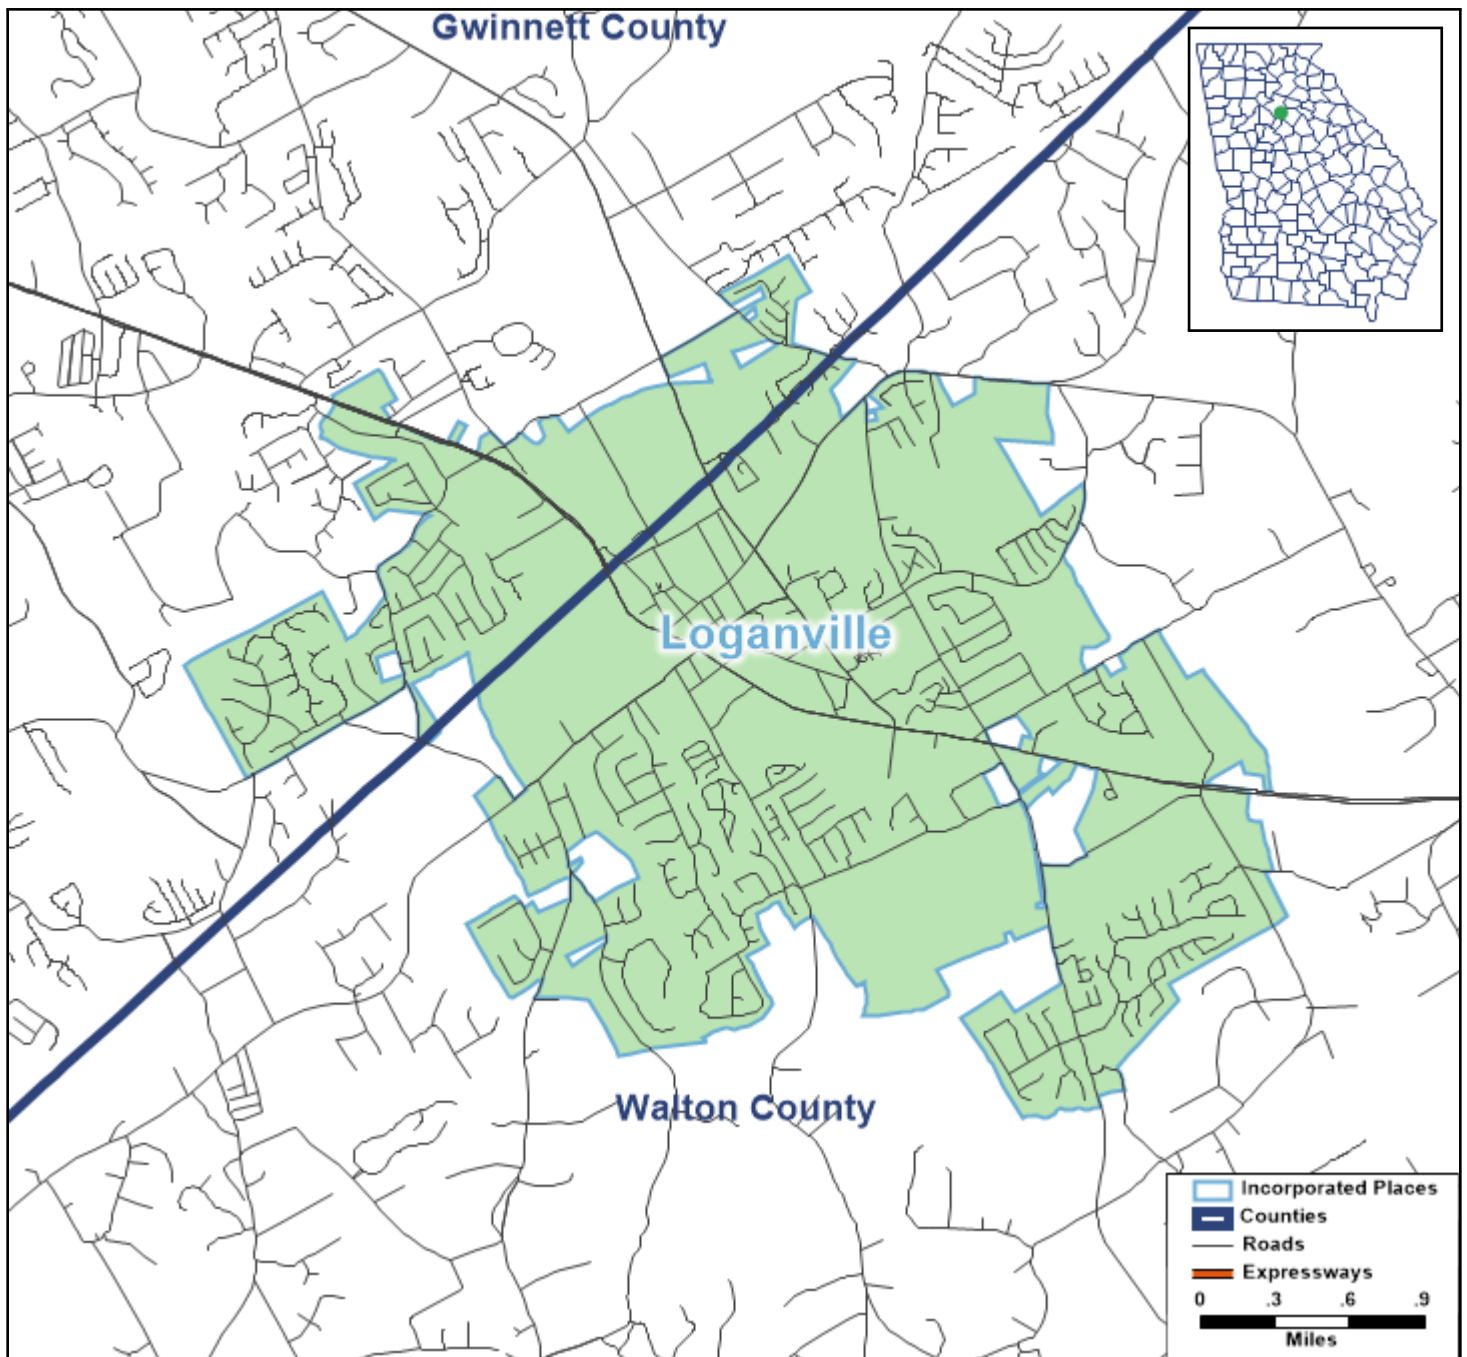 Gwinnett County
Loganville
Walton County
Incorporated Places
Counties
Roads
Expressways
0 .3 .6 .9
Miles